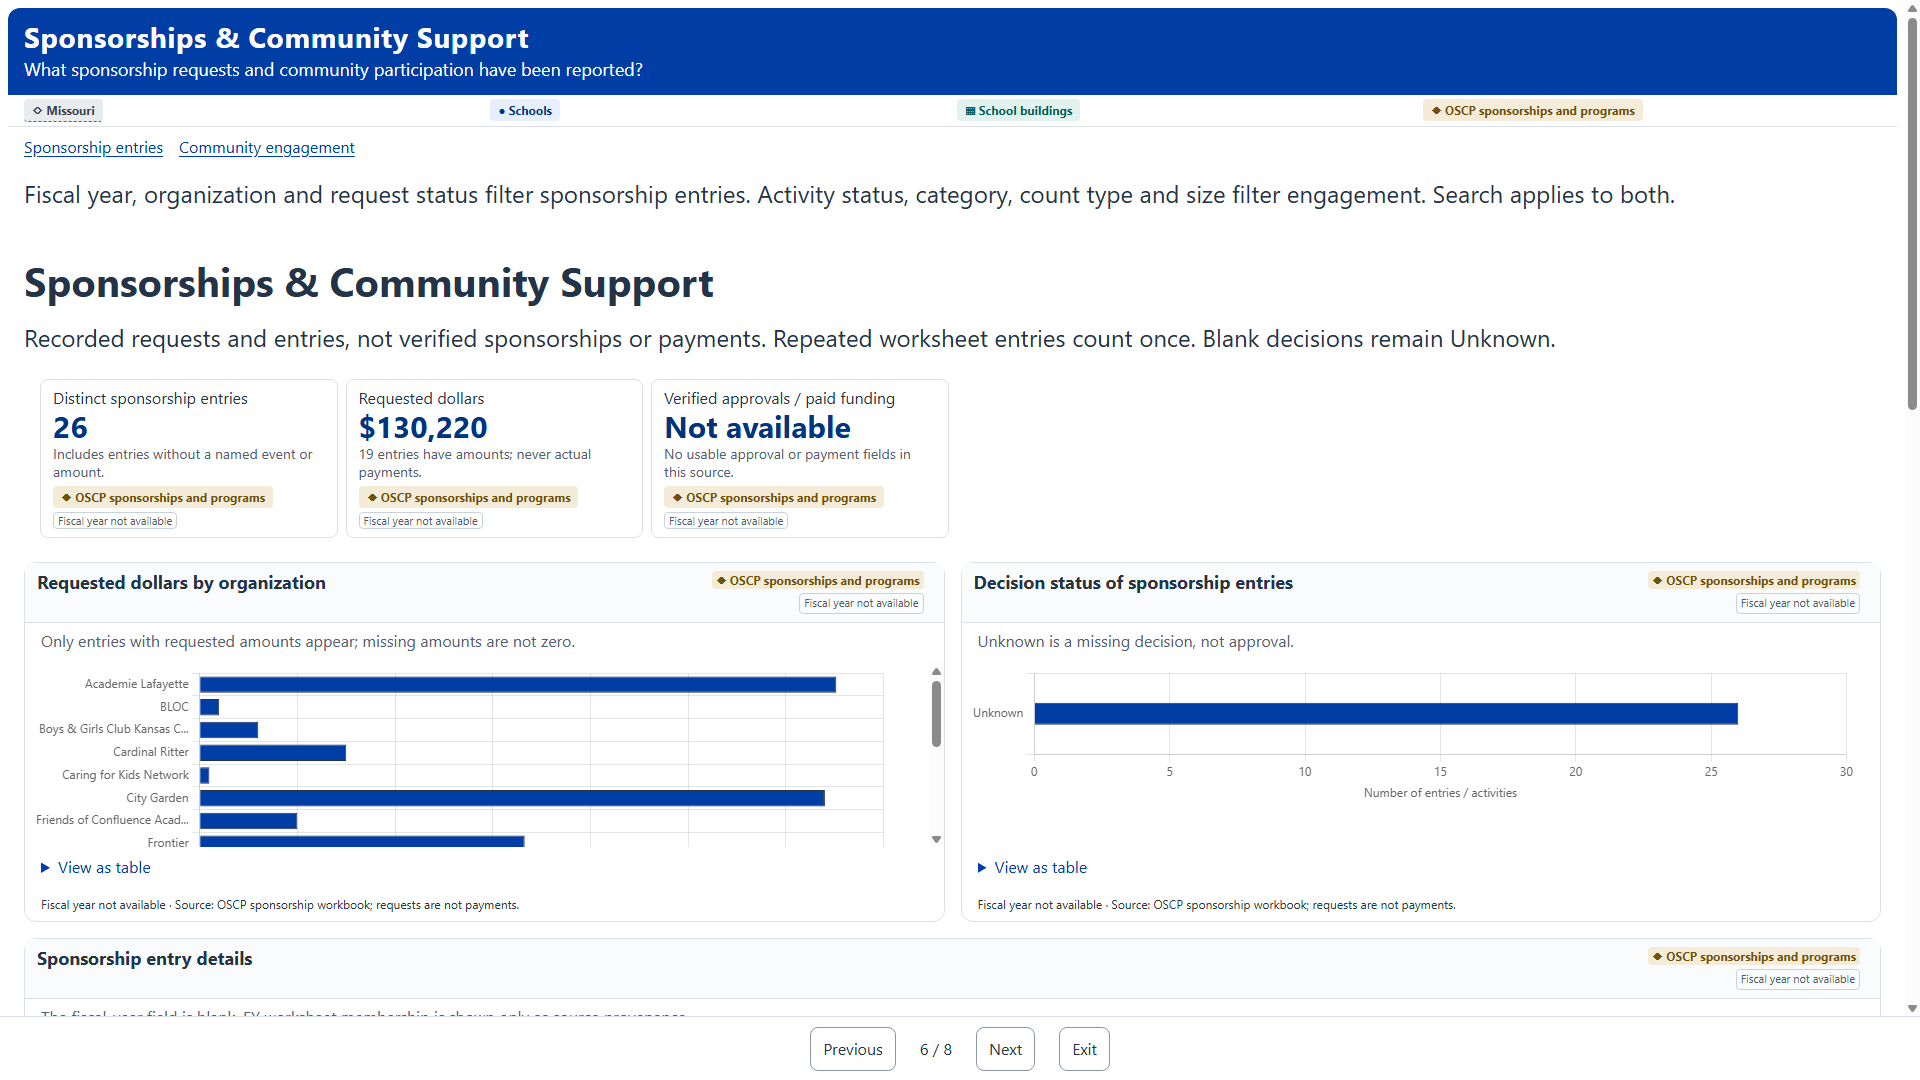 Sponsorships & Community Support
What sponsorship requests and community participation have been reported?
Missouri
Schools
School buildings
OSCP sponsorships and programs
Sponsorship entries
Community engagement
Fiscal year, organization and request status filter sponsorship entries. Activity status, category, count type and size filter engagement. Search applies to both.
Sponsorships & Community Support
Recorded requests and entries, not verified sponsorships or payments. Repeated worksheet entries count once. Blank decisions remain Unknown.
Distinct sponsorship entries
26
Includes entries without a named event or
amount.
OSCP sponsorships and programs
Fiscal year not available
Requested dollars
$130,220
19 entries have amounts; never actual
payments.
OSCP sponsorships and programs
Fiscal year not available
Verified approvals / paid funding
Not available
No usable approval or payment fields in
this source.
OSCP sponsorships and programs
Fiscal year not available
Requested dollars by organization
OSCP sponsorships and programs
Fiscal year not available
Only entries with requested amounts appear; missing amounts are not zero.
Academie Lafayette
BLOC
Boys & Girls Club Kansas C...
Cardinal Ritter
Caring for Kids Network
City Garden
Friends of Confluence Acad...
Frontier
View as table
Fiscal year not available · Source: OSCP sponsorship workbook; requests are not payments.
Decision status of sponsorship entries
OSCP sponsorships and programs
Fiscal year not available
Unknown is a missing decision, not approval.
Unknown
0 5 10 15 20 25 30
Number of entries / activities
View as table
Fiscal year not available · Source: OSCP sponsorship workbook; requests are not payments.
Sponsorship entry details
OSCP sponsorships and programs
Fiscal year not available
Previous
6 / 8
Next
Exit